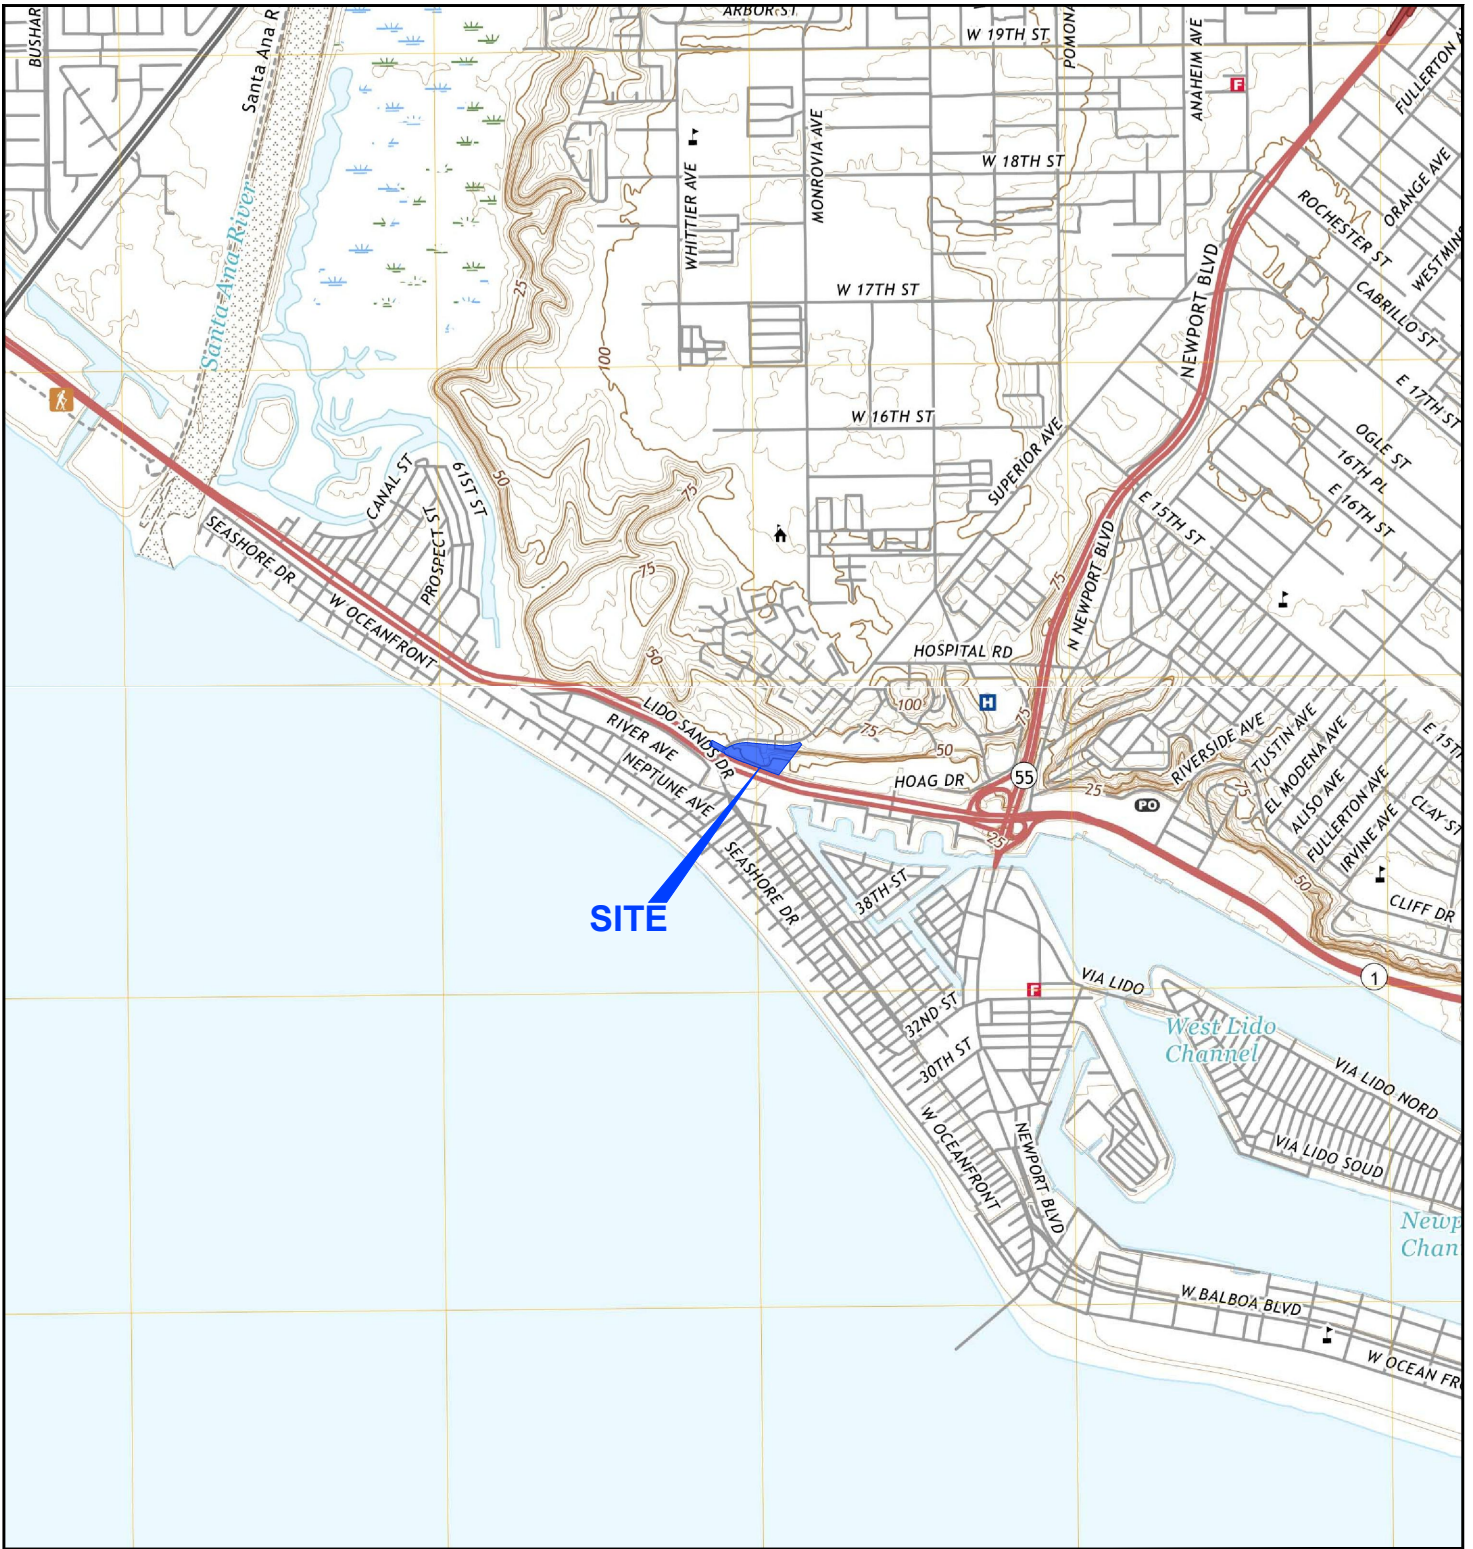 ARBOR ST
BUSHAR
Santa Ana R
W 19TH ST
POMONA
ANAHEIM AVE
F
FULLERTON A
MONROVIA AVE
W 18TH ST
WHITTIER AVE
ORANGE AVE
ROCHESTER ST
WESTMINS
Santa Ana River
25
W 17TH ST
NEWPORT BLVD
CABRILLO ST
100
E 17TH ST
W 16TH ST
OGLE ST
16TH PL
E 16TH ST
SUPERIOR AVE
CANAL ST
61ST ST
50
75
E 15TH ST
SEASHORE DR
PROSPECT ST
N NEWPORT BLVD
75
75
W OCEANFRONT
HOSPITAL RD
50
100
H
75
LIDO SANDS DR
RIVER AVE
75
50
RIVERSIDE AVE
TUSTIN AVE
EL MODENA AVE
E 15TH
NEPTUNE AVE
HOAG DR
55
25
PO
75
ALISO AVE
FULLERTON AVE
IRVINE AVE
CLAY ST
25
SEASHORE DR
38TH ST
50
SITE
CLIFF DR
VIA LIDO
1
F
32ND ST
West Lido
Channel
30TH ST
VIA LIDO NORD
W OCEANFRONT
NEWPORT BLVD
VIA LIDO SOUD
Newp
Chan
W BALBOA BLVD
W OCEAN FR